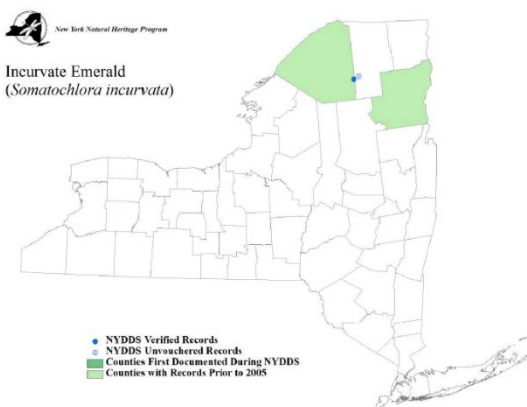 New York Natural Heritage Program
Incurvate Emerald
(Somatochlora incurvata)
NYDDS Verified Records
NYDDS Unvouchered Records
Counties First Documented During NYDDS
Counties with Records Prior to 2005